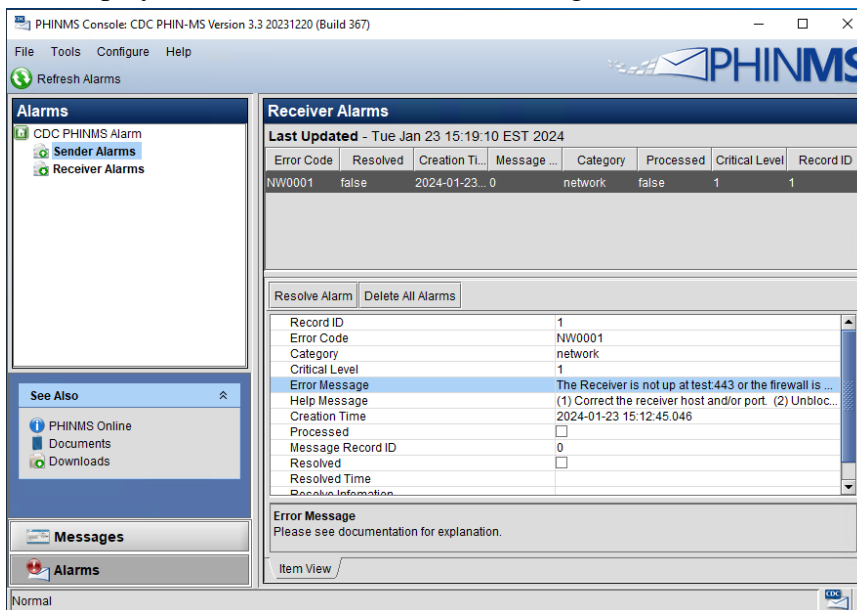 PHINMS Console: CDC PHIN-MS Version 3.3 20231220 (Build 367)
File Tools Configure Help
PHINMS
Refresh Alarms
Alarms
CDC PHINMS Alarm
Sender Alarms
Receiver Alarms
See Also
PHINMS Online
Documents
Downloads
Messages
Alarms
Receiver Alarms
Last Updated - Tue Jan 23 15:19:10 EST 2024
Error Code Resolved Creation Ti... Message ... Category Processed Critical Level Record ID
NW0001 false 2024-01-23... 0 network false 1 1
Resolve Alarm Delete All Alarms
Record ID 1
Error Code NW0001
Category network
Critical Level 1
Error Message The Receiver is not up at test:443 or the firewall is ...
Help Message (1) Correct the receiver host and/or port. (2) Unbloc...
Creation Time 2024-01-23 15:12:45.046
Processed
Message Record ID 0
Resolved
Resolved Time
Resolve Infomation
Error Message
Please see documentation for explanation.
Item View
Normal
CDC